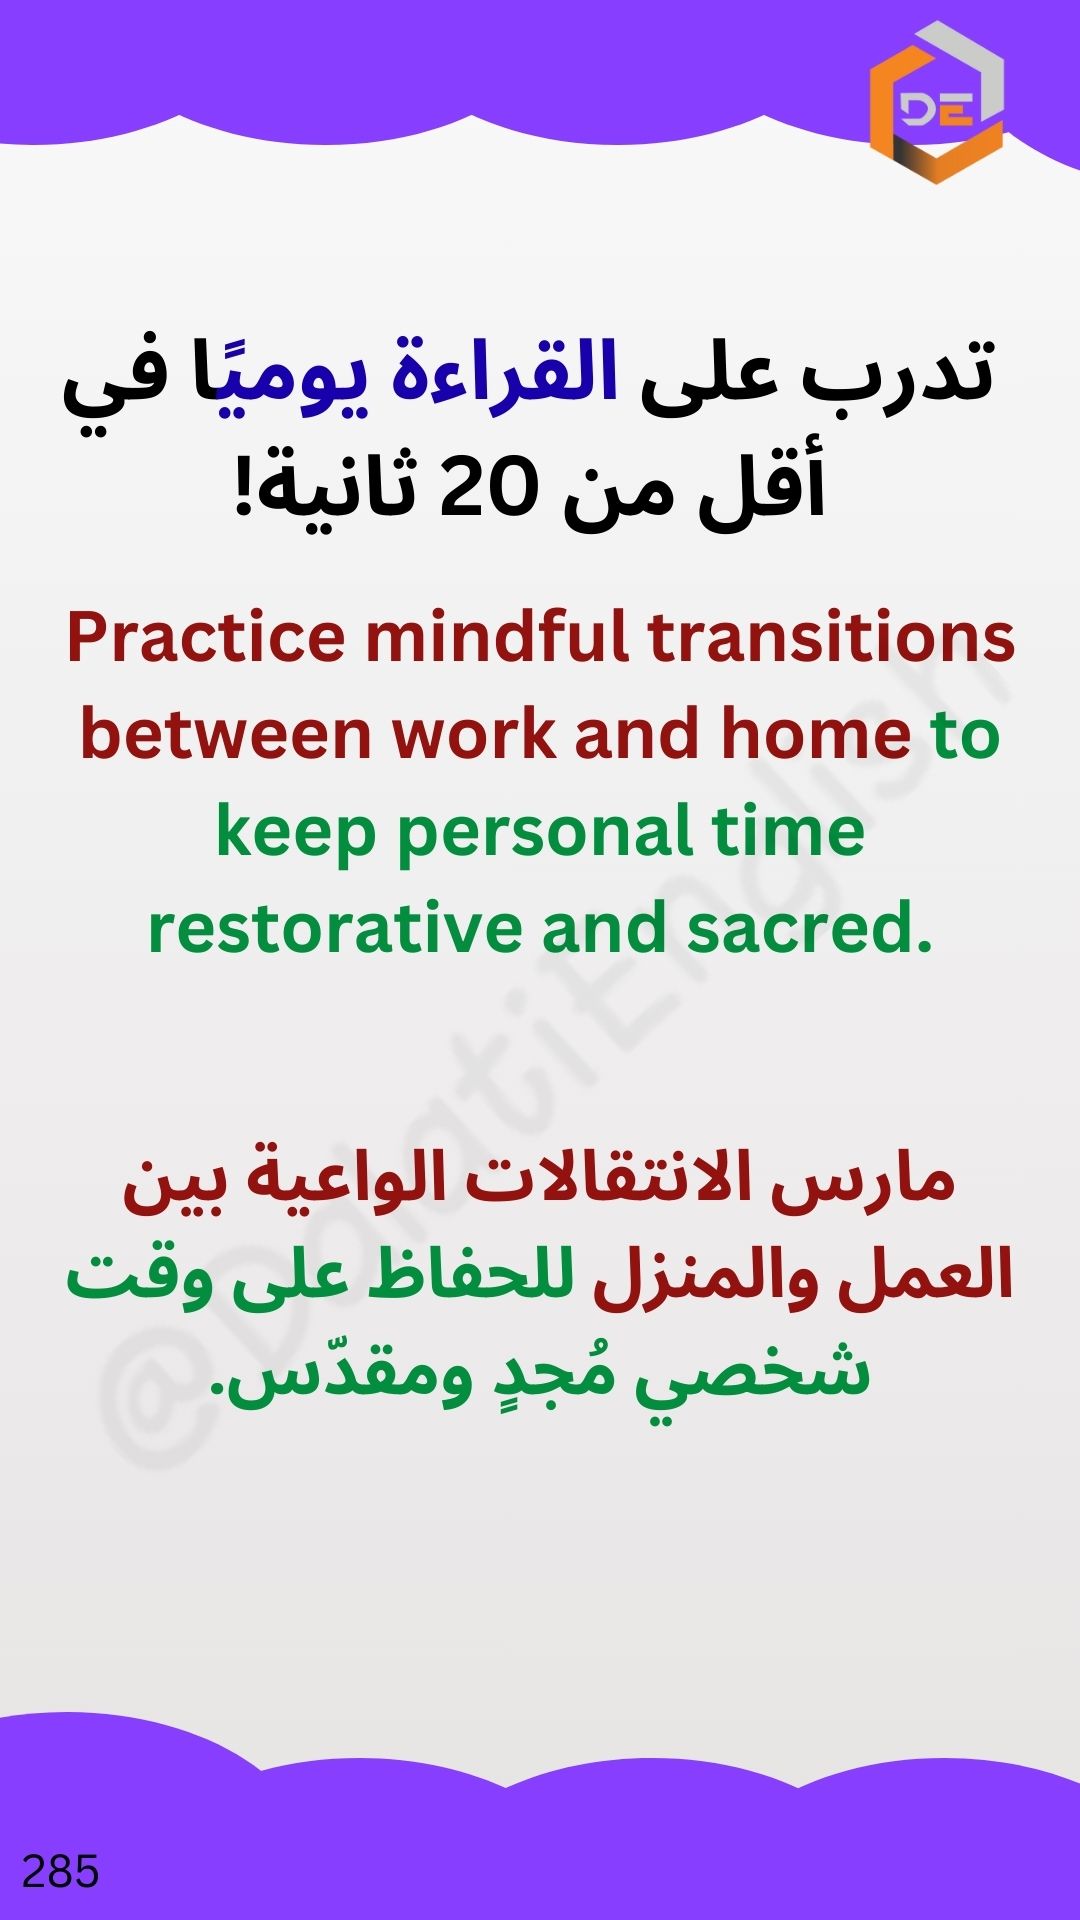 DE
تدرب على القراءة يوميًا في
أقل من 20 ثانية!
Practice mindful transitions
between work and home to
keep personal time
restorative and sacred.
مارس الانتقالات الواعية بين
العمل والمنزل للحفاظ على وقت
شخصي مُجدٍ ومقدّس.
@DalatiEnglish
285